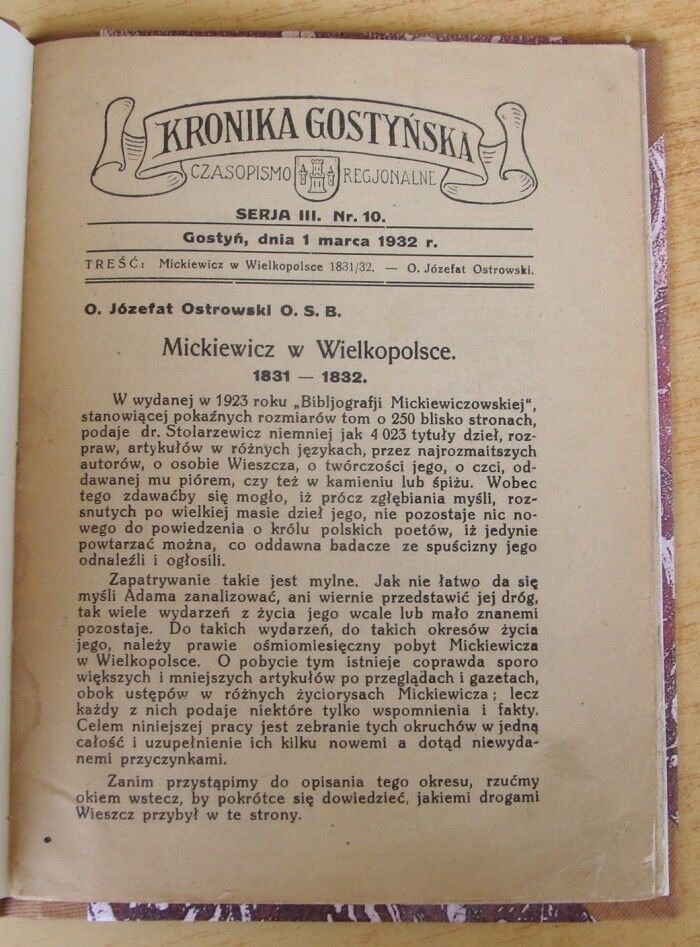 KRONIKA GOSTYŃSKA
CZASOPISMO REGJONALNE
SERJA III. Nr. 10.
Gostyń, dnia 1 marca 1932 r.
TREŚĆ: Mickiewicz w Wielkopolsce 1831/32. — O. Józefat Ostrowski.
O. Józefat Ostrowski O. S. B.
Mickiewicz w Wielkopolsce.
1831 — 1832.
W wydanej w 1923 roku „Bibljografji Mickiewiczowskiej",
stanowiącej pokaźnych rozmiarów tom o 250 blisko stronach,
podaje dr. Stolarzewicz niemniej jak 4 023 tytuły dzieł, roz-
praw, artykułów w różnych językach, przez najrozmaitszych
autorów, o osobie Wieszcza, o twórczości jego, o czci, od-
dawanej mu piórem, czy też w kamieniu lub śpiżu. Wobec
tego zdawaćby się mogło, iż prócz zgłębiania myśli, roz-
snutych po wielkiej masie dzieł jego, nie pozostaje nic no-
wego do powiedzenia o królu polskich poetów, iż jedynie
powtarzać można, co oddawna badacze ze spuścizny jego
odnaleźli i ogłosili.
Zapatrywanie takie jest mylne. Jak nie łatwo da się
myśli Adama zanalizować, ani wiernie przedstawić jej dróg,
tak wiele wydarzeń z życia jego wcale lub mało znanemi
pozostaje. Do takich wydarzeń, do takich okresów życia
jego, należy prawie ośmiomiesięczny pobyt Mickiewicza
w Wielkopolsce. O pobycie tym istnieje coprawda sporo
większych i mniejszych artykułów po przeglądach i gazetach,
obok ustępów w różnych życiorysach Mickiewicza; lecz
każdy z nich podaje niektóre tylko wspomnienia i fakty.
Celem niniejszej pracy jest zebranie tych okruchów w jedną
całość i uzupełnienie ich kilku nowemi a dotąd niewyda-
nemi przyczynkami.
Zanim przystąpimy do opisania tego okresu, rzućmy
okiem wstecz, by pokrótce się dowiedzieć, jakiemi drogami
Wieszcz przybył w te strony.